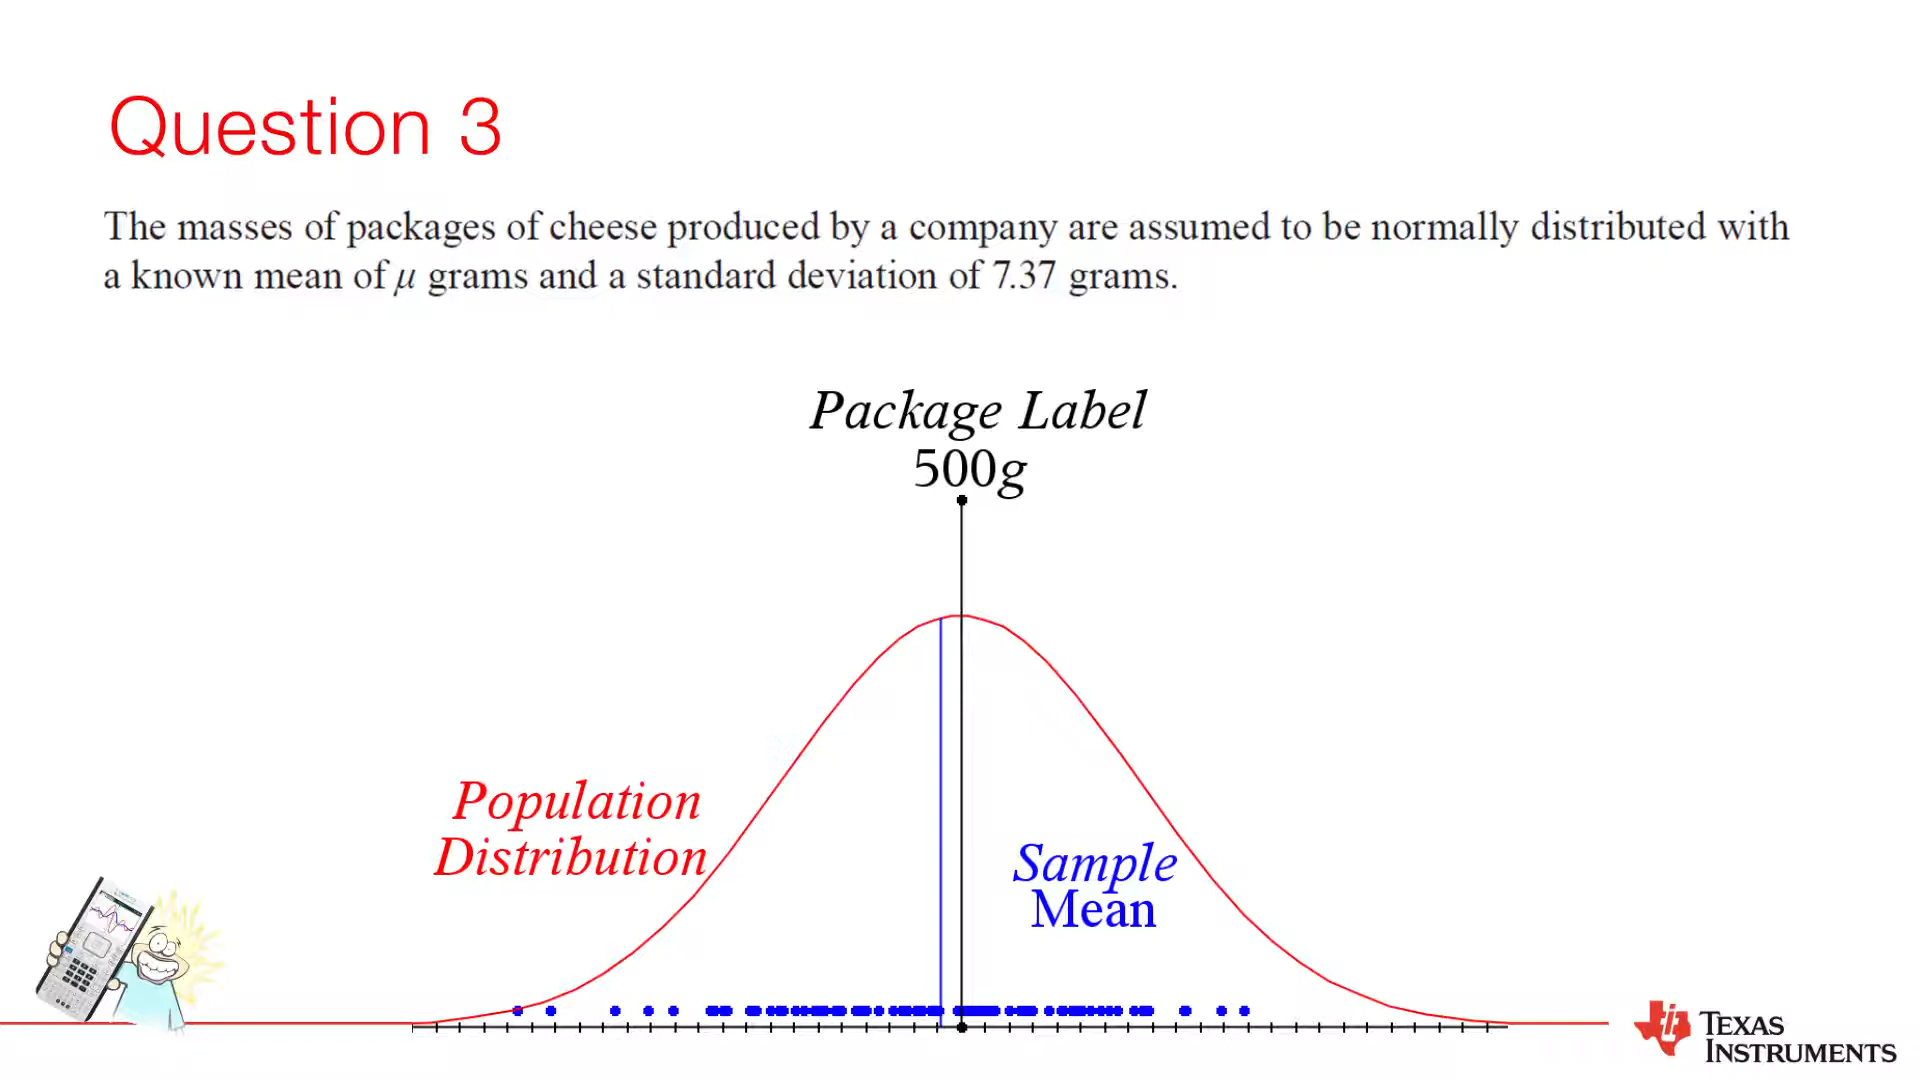 Question 3
The masses of packages of cheese produced by a company are assumed to be normally distributed with
a known mean of μ grams and a standard deviation of 7.37 grams.
Package Label
500g
Population
Distribution
Sample
Mean
TEXAS
INSTRUMENTS